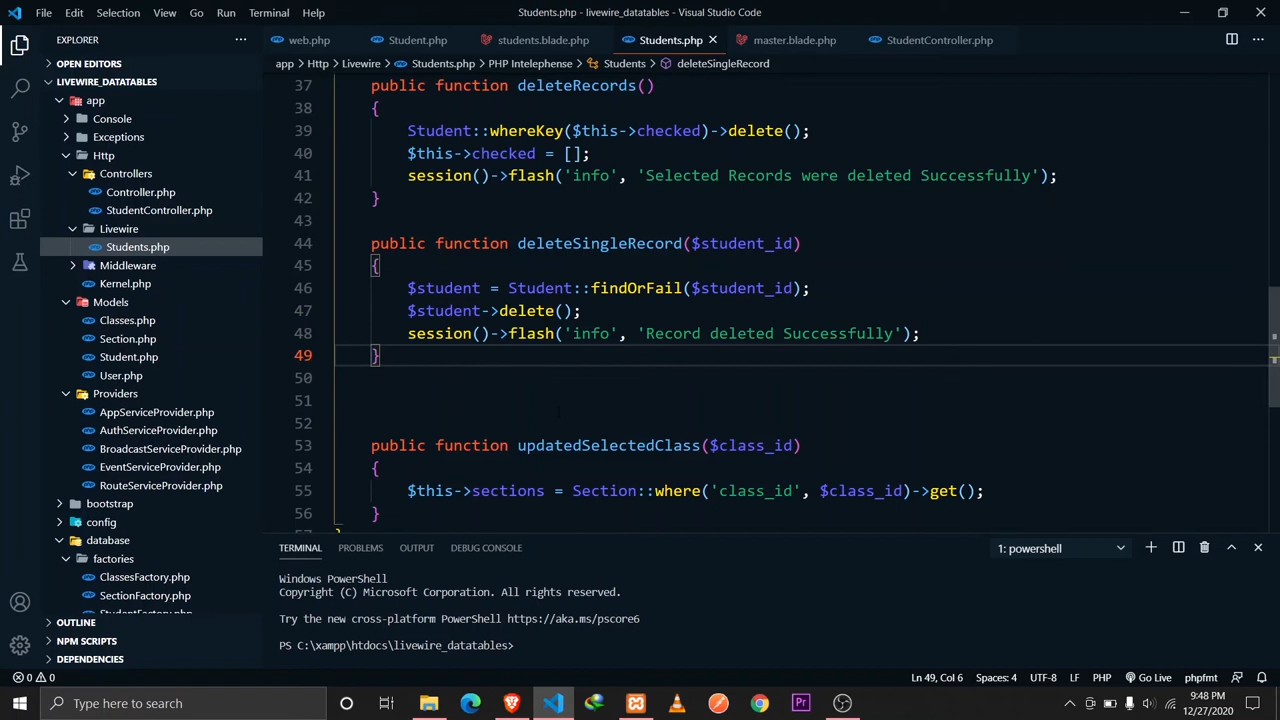 File Edit Selection View Go Run Terminal Help
Students.php - livewire_datatables - Visual Studio Code
EXPLORER
OPEN EDITORS
LIVEWIRE_DATATABLES
app
Console
Exceptions
Http
Controllers
Controller.php
StudentController.php
Livewire
Students.php
Middleware
Kernel.php
Models
Classes.php
Section.php
Student.php
User.php
Providers
AppServiceProvider.php
AuthServiceProvider.php
BroadcastServiceProvider.php
EventServiceProvider.php
RouteServiceProvider.php
bootstrap
config
database
factories
ClassesFactory.php
SectionFactory.php
StudentFactory.php
OUTLINE
NPM SCRIPTS
DEPENDENCIES
web.php Student.php students.blade.php Students.php master.blade.php StudentController.php
app > Http > Livewire > Students.php > PHP Intelephense > Students > deleteSingleRecord
37 public function deleteRecords()
38 {
39 Student::whereKey($this->checked)->delete();
40 $this->checked = [];
41 session()->flash('info', 'Selected Records were deleted Successfully');
42 }
43
44 public function deleteSingleRecord($student_id)
45 {
46 $student = Student::findOrFail($student_id);
47 $student->delete();
48 session()->flash('info', 'Record deleted Successfully');
49 }
50
51
52
53 public function updatedSelectedClass($class_id)
54 {
55 $this->sections = Section::where('class_id', $class_id)->get();
56 }
TERMINAL PROBLEMS OUTPUT DEBUG CONSOLE
1: powershell
Windows PowerShell
Copyright (C) Microsoft Corporation. All rights reserved.
Try the new cross-platform PowerShell https://aka.ms/pscore6
PS C:\xampp\htdocs\livewire_datatables>
0 0
Ln 49, Col 6 Spaces: 4 UTF-8 LF PHP Go Live phpfmt
Type here to search
Pr
9:48 PM
12/27/2020